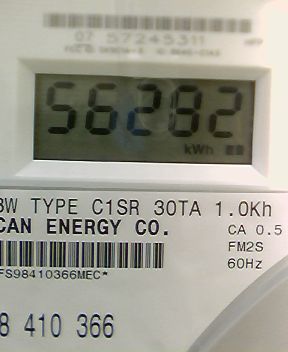 07 57245311
56282
kWh
3W TYPE C1SR 30TA 1.0Kh
CAN ENERGY CO.
CA 0.5
FM2S
FS98410366MEC*
60Hz
8 410 366